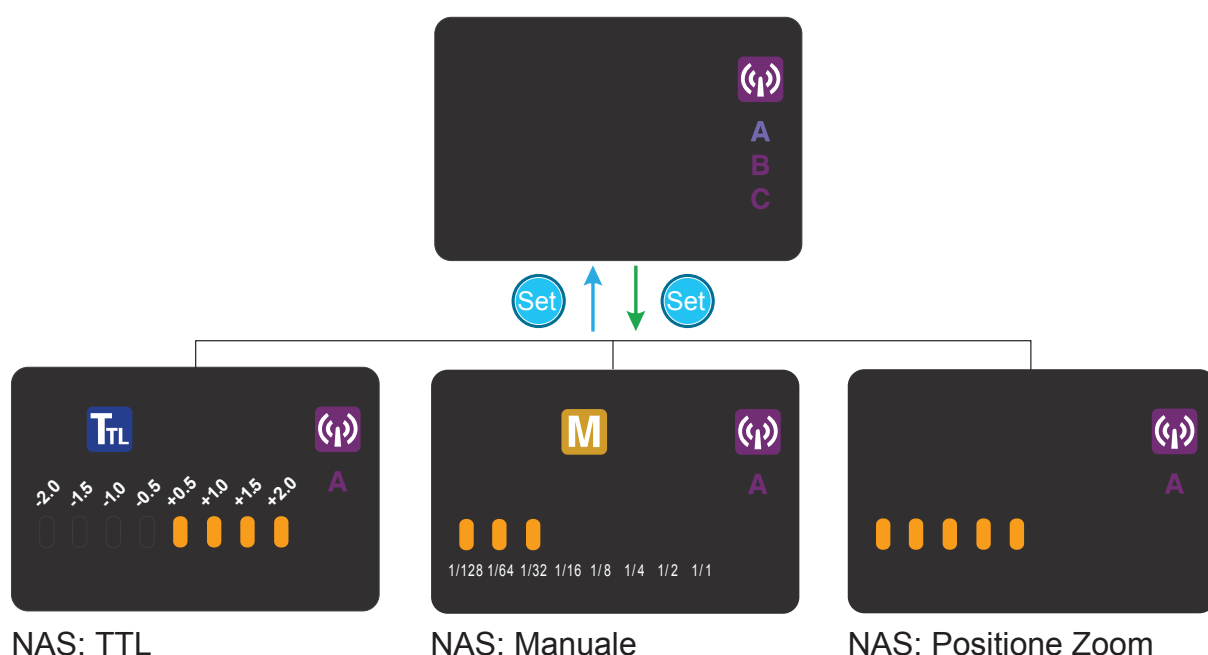 A
B
C
Set
Set
TTL
A
-2.0 -1.5 -1.0 -0.5 +0.5 +1.0 +1.5 +2.0
NAS: TTL
M
A
1/128 1/64 1/32 1/16 1/8 1/4 1/2 1/1
NAS: Manuale
A
NAS: Positione Zoom